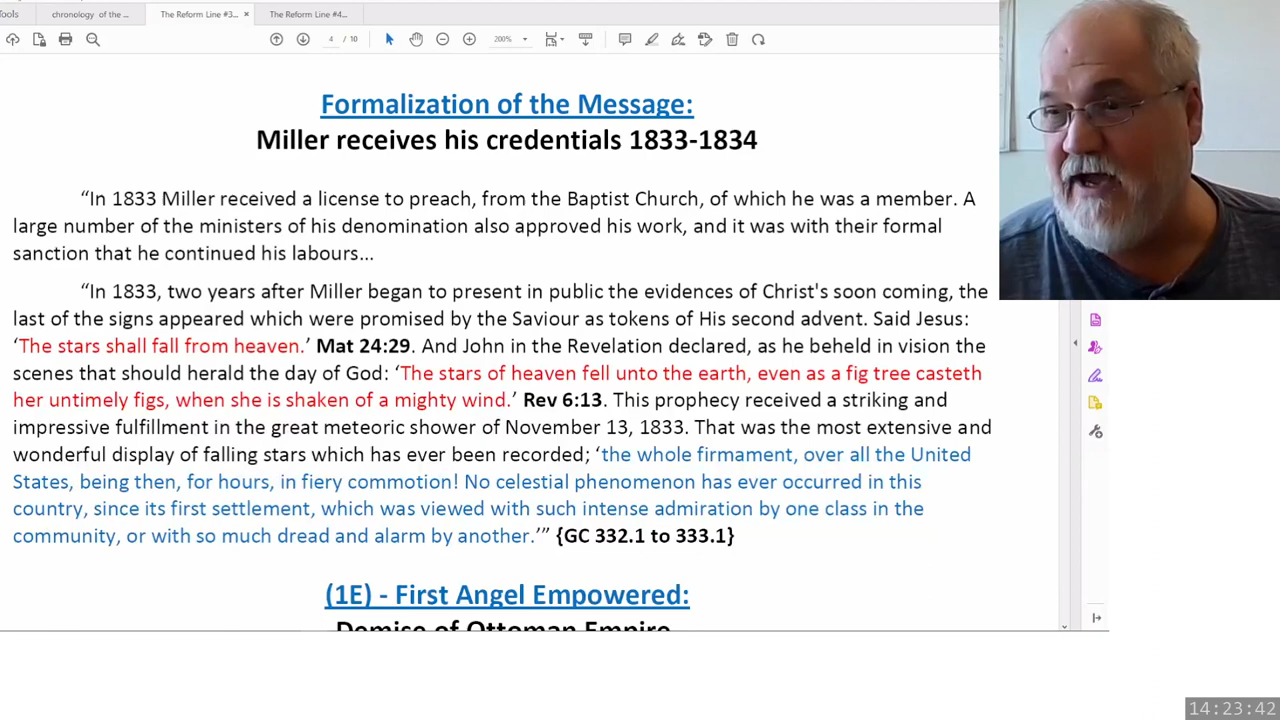 Tools
chronology of the ...
The Reform Line #3... ×
The Reform Line #4...
4 / 10
200%
Formalization of the Message:
Miller receives his credentials 1833-1834
“In 1833 Miller received a license to preach, from the Baptist Church, of which he was a member. A
large number of the ministers of his denomination also approved his work, and it was with their formal
sanction that he continued his labours…
“In 1833, two years after Miller began to present in public the evidences of Christ's soon coming, the
last of the signs appeared which were promised by the Saviour as tokens of His second advent. Said Jesus:
‘The stars shall fall from heaven.’ Mat 24:29. And John in the Revelation declared, as he beheld in vision the
scenes that should herald the day of God: ‘The stars of heaven fell unto the earth, even as a fig tree casteth
her untimely figs, when she is shaken of a mighty wind.’ Rev 6:13. This prophecy received a striking and
impressive fulfillment in the great meteoric shower of November 13, 1833. That was the most extensive and
wonderful display of falling stars which has ever been recorded; ‘the whole firmament, over all the United
States, being then, for hours, in fiery commotion! No celestial phenomenon has ever occurred in this
country, since its first settlement, which was viewed with such intense admiration by one class in the
community, or with so much dread and alarm by another.’” {GC 332.1 to 333.1}
(1E) - First Angel Empowered:
Demise of Ottoman Empire
14:23:42